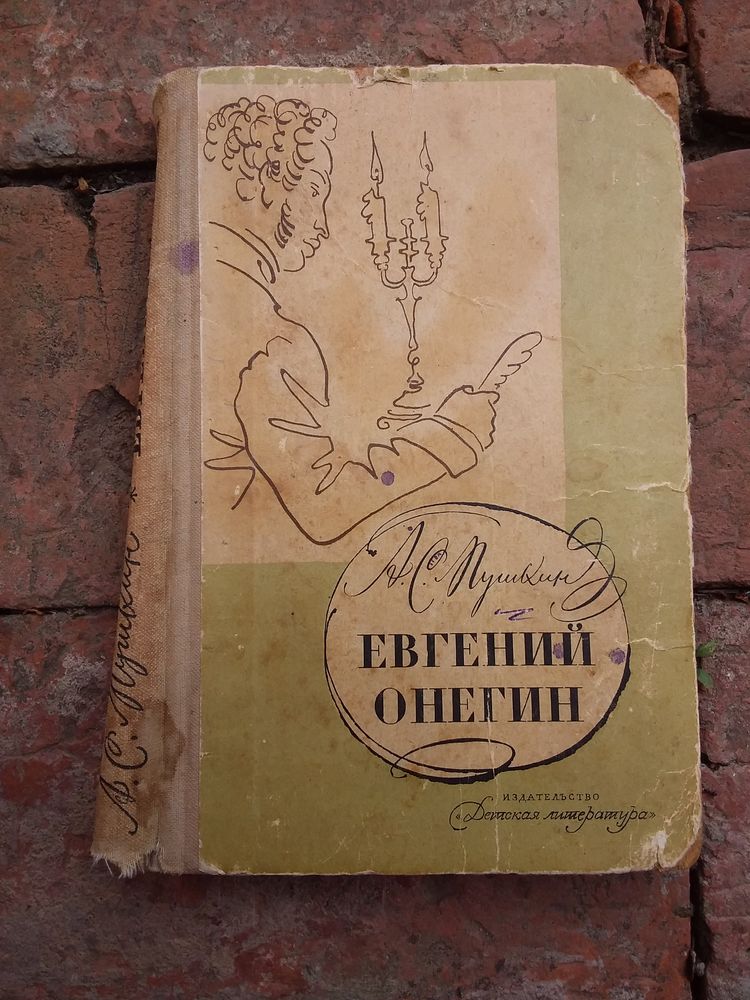 А. С. Пушкин
ЕВГЕНИЙ
ОНЕГИН
ИЗДАТЕЛЬСТВО
«Детская литература»
А. С. Пушкин *